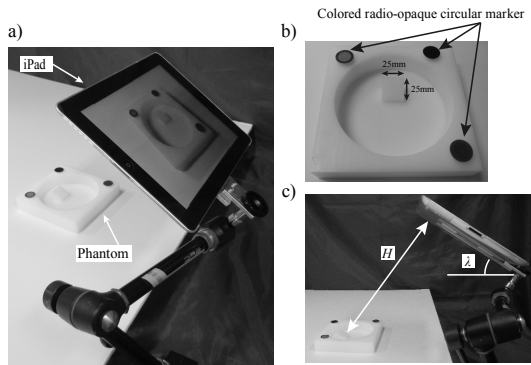 a)
iPad
Phantom
b)
Colored radio-opaque circular marker
25mm
25mm
c)
H
λ